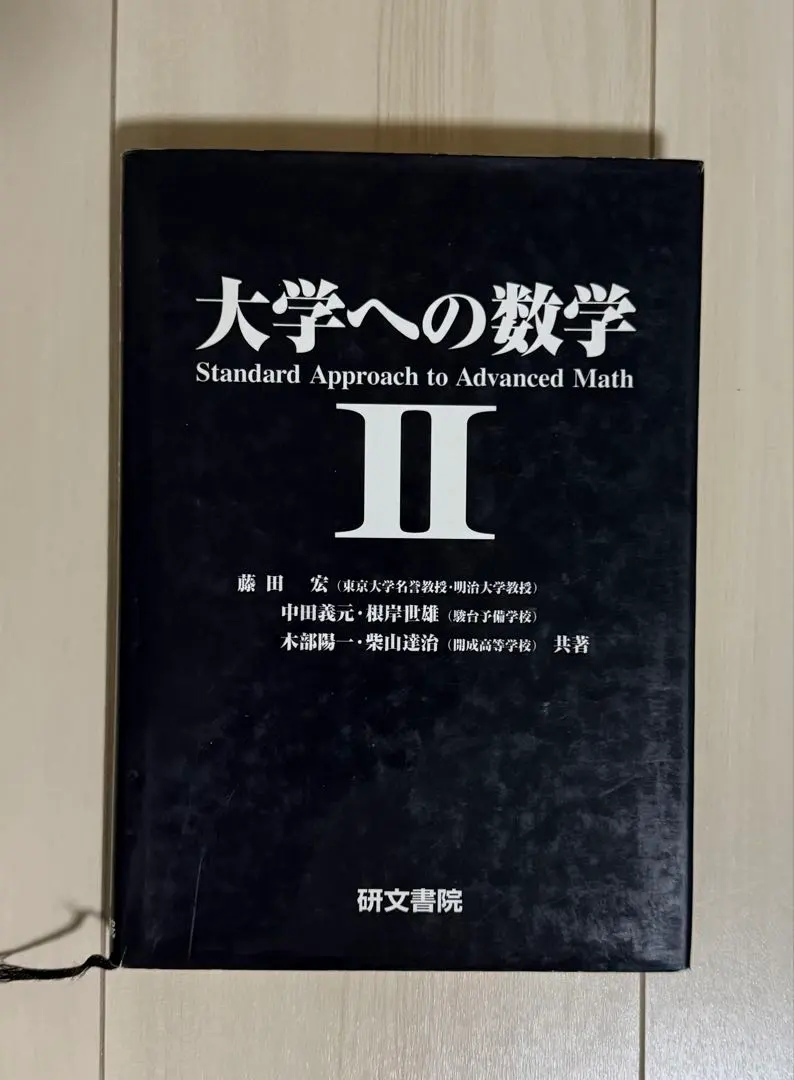 大学への数学
Standard Approach to Advanced Math
II
藤田 宏（東京大学名誉教授・明治大学教授）
中田義元・根岸世雄（駿台予備学校）
木部陽一・柴山達治（開成高等学校） 共著
研文書院